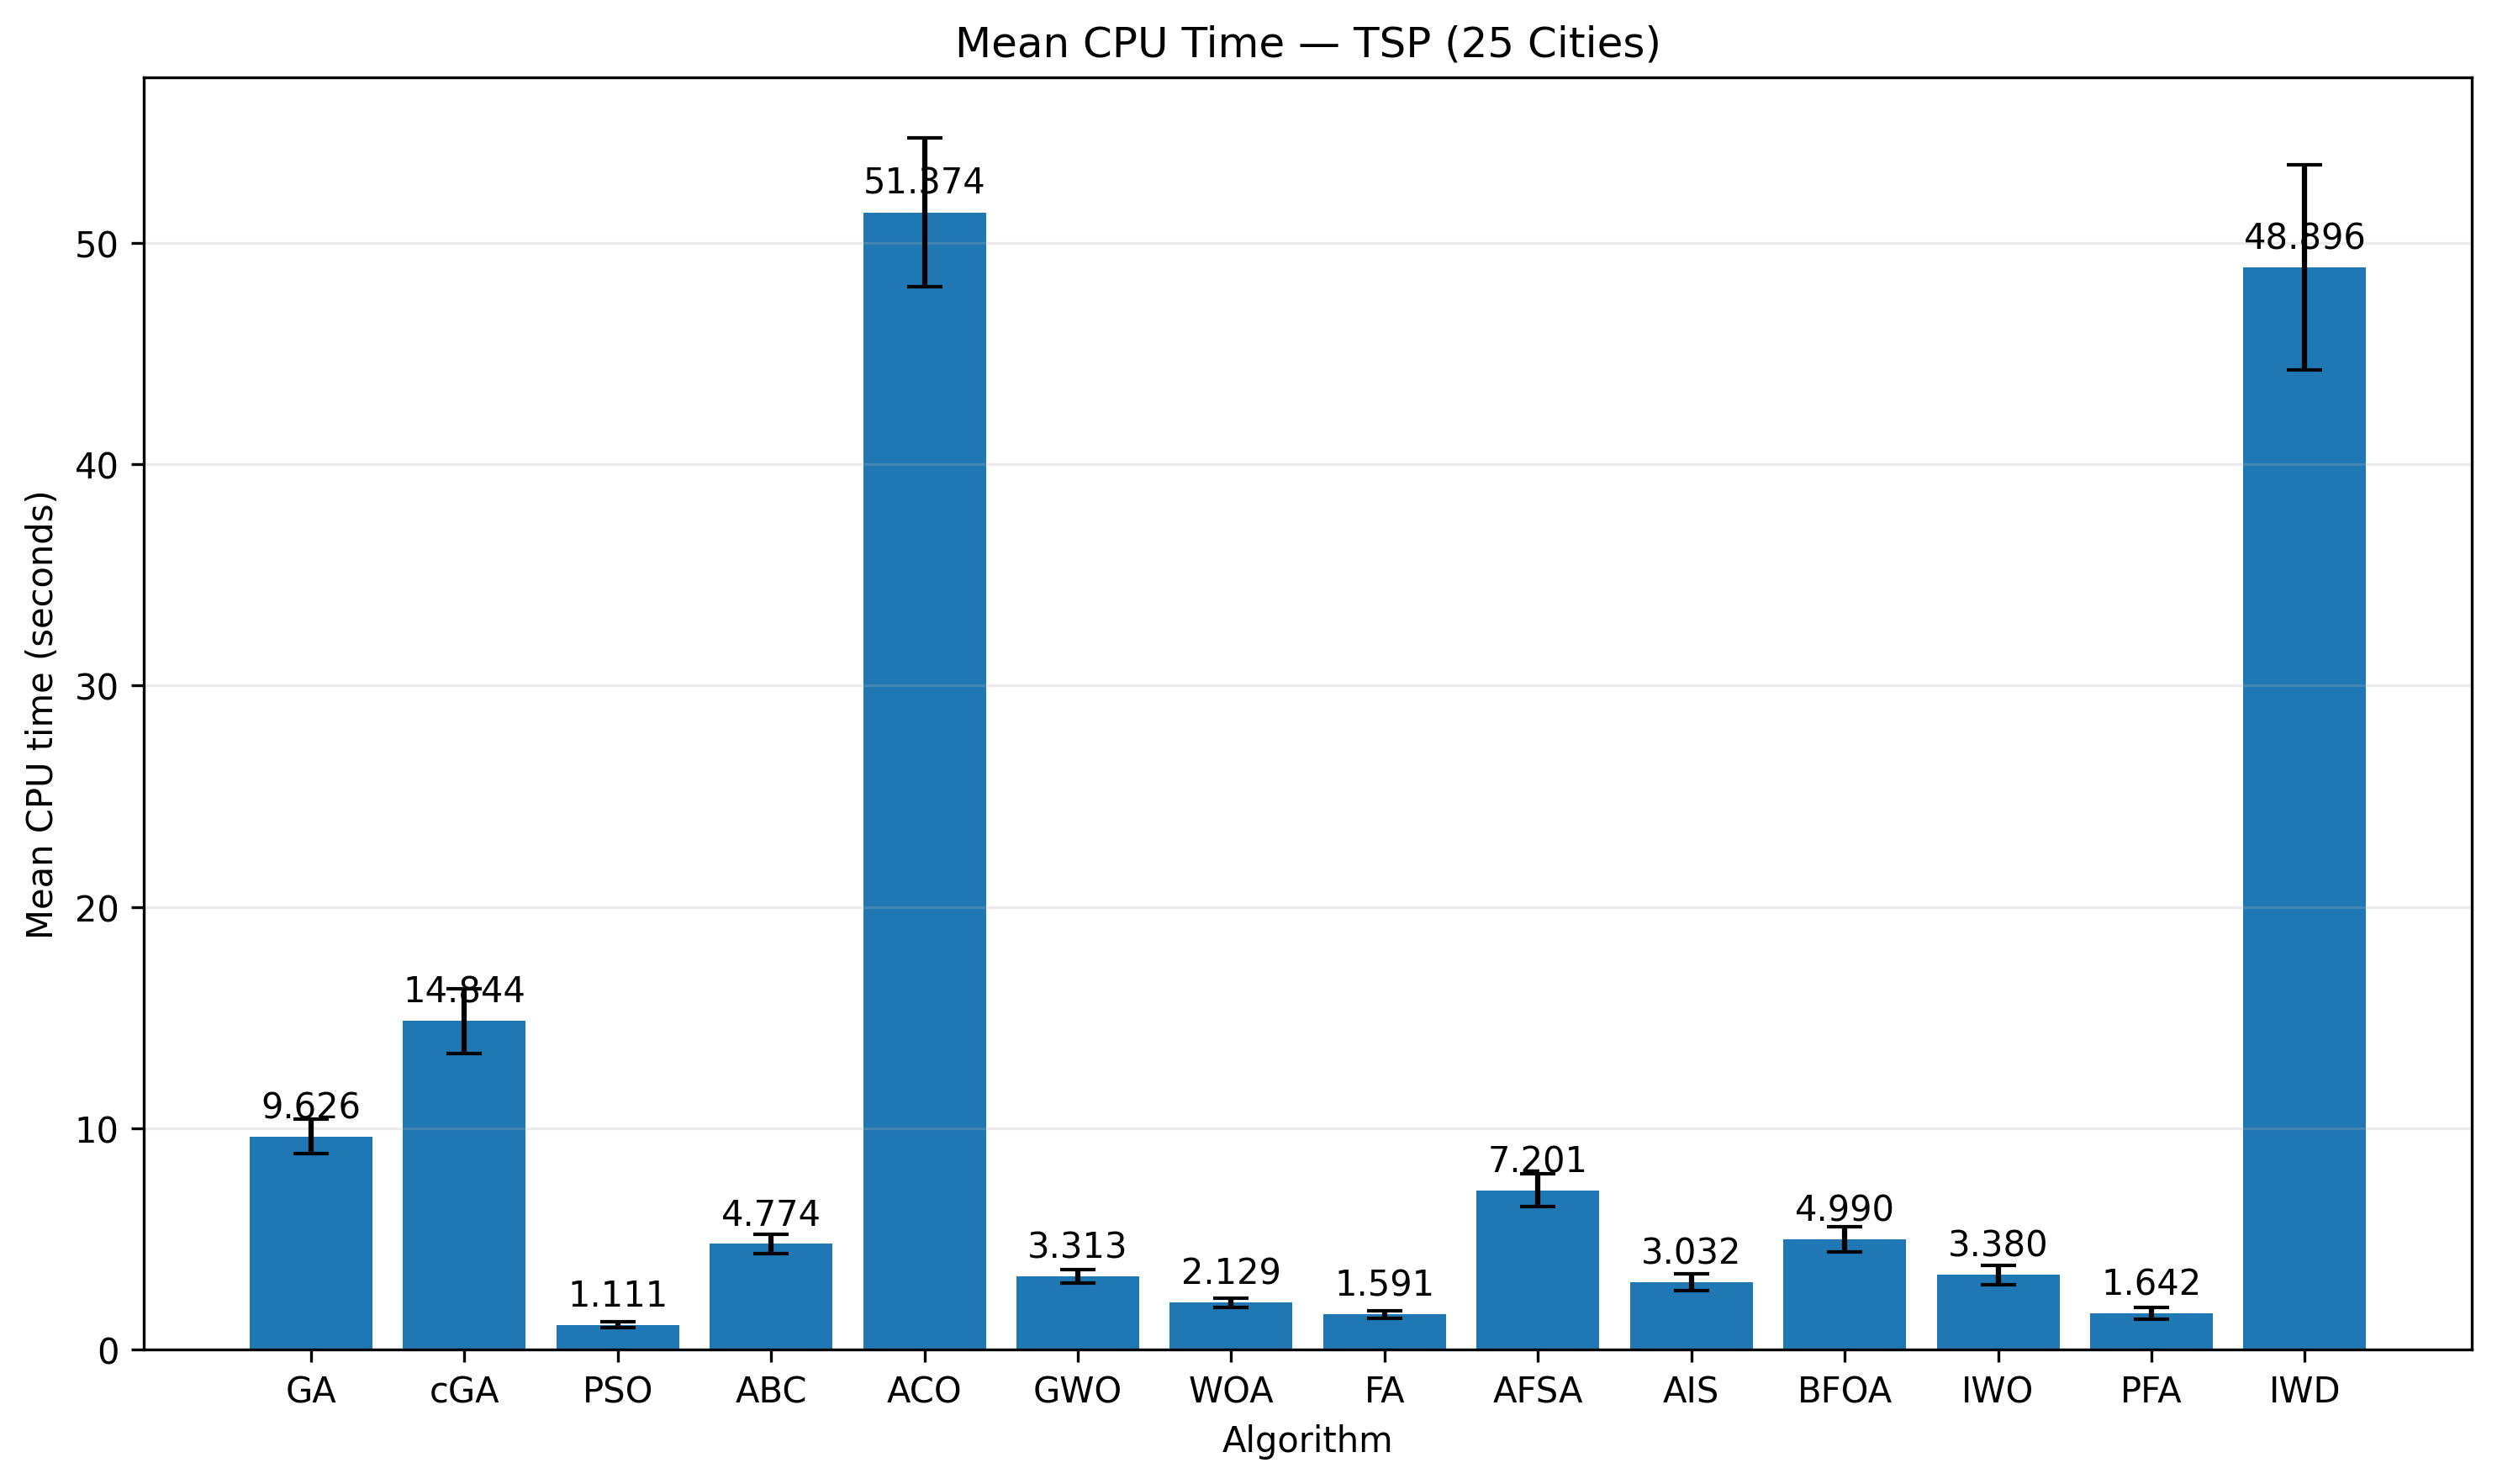 Mean CPU Time — TSP (25 Cities)
Mean CPU time (seconds)
50
40
30
20
10
0
9.626
14.844
1.111
4.774
51.374
3.313
2.129
1.591
7.201
3.032
4.990
3.380
1.642
48.896
GA
cGA
PSO
ABC
ACO
GWO
WOA
FA
AFSA
AIS
BFOA
IWO
PFA
IWD
Algorithm